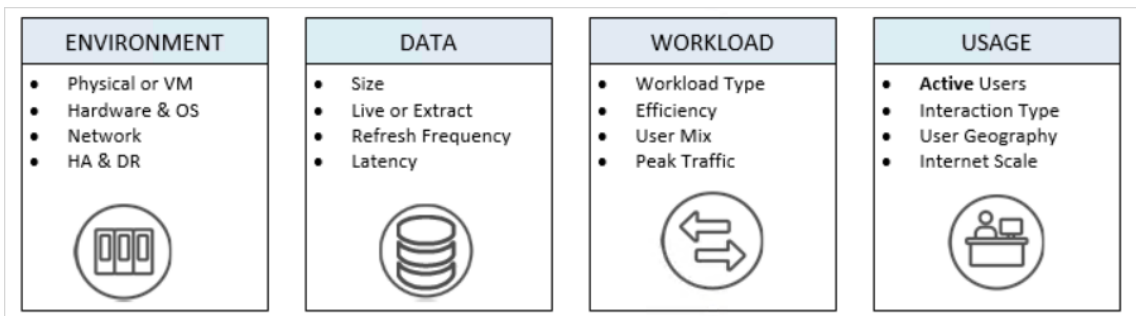 ENVIRONMENT
• Physical or VM
• Hardware & OS
• Network
• HA & DR
DATA
• Size
• Live or Extract
• Refresh Frequency
• Latency
WORKLOAD
• Workload Type
• Efficiency
• User Mix
• Peak Traffic
USAGE
• Active Users
• Interaction Type
• User Geography
• Internet Scale